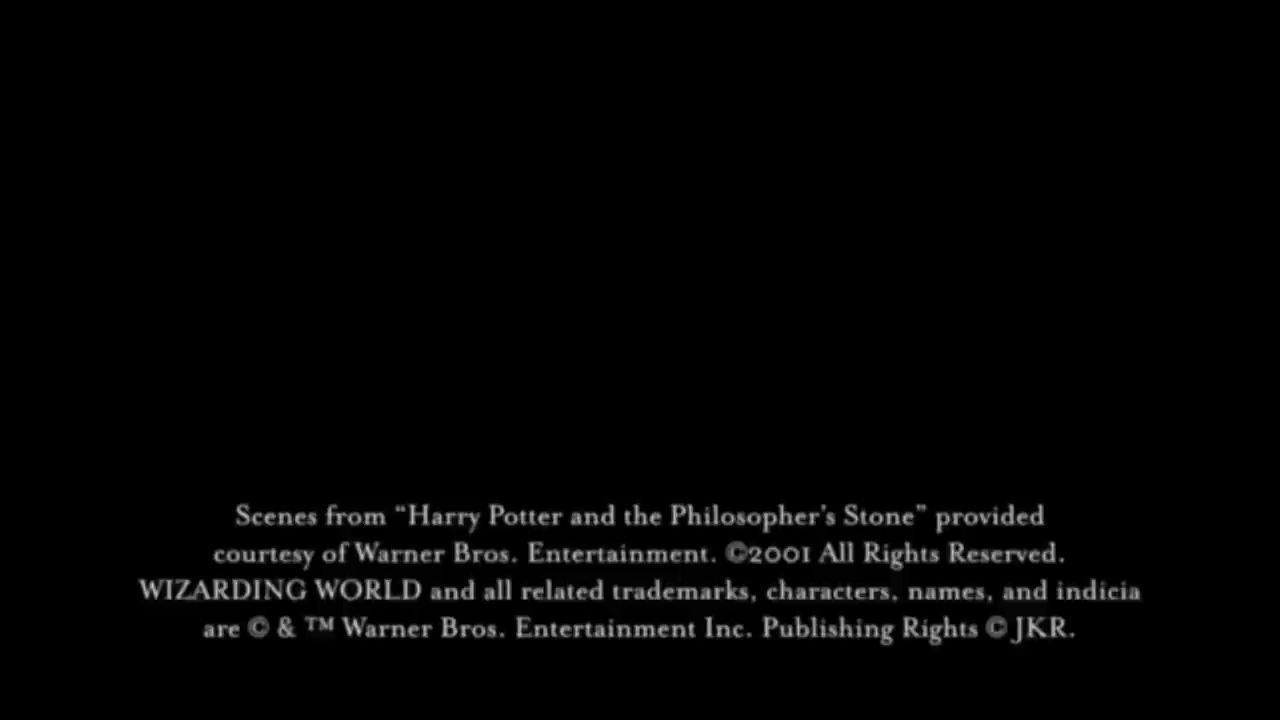 Scenes from “Harry Potter and the Philosopher’s Stone” provided
courtesy of Warner Bros. Entertainment. ©2001 All Rights Reserved.
WIZARDING WORLD and all related trademarks, characters, names, and indicia
are © & ™ Warner Bros. Entertainment Inc. Publishing Rights © JKR.